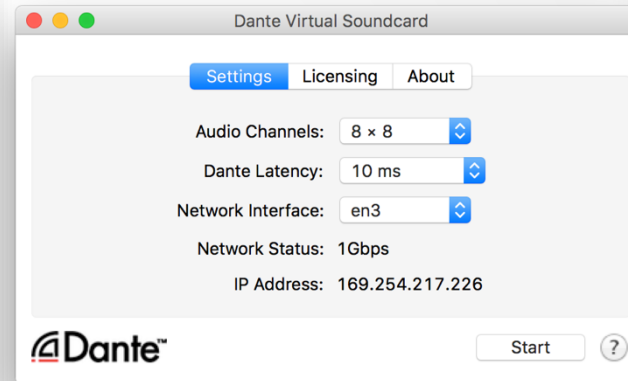 Dante Virtual Soundcard
Settings Licensing About
Audio Channels: 8 × 8
Dante Latency: 10 ms
Network Interface: en3
Network Status: 1Gbps
IP Address: 169.254.217.226
Dante™ Start ?